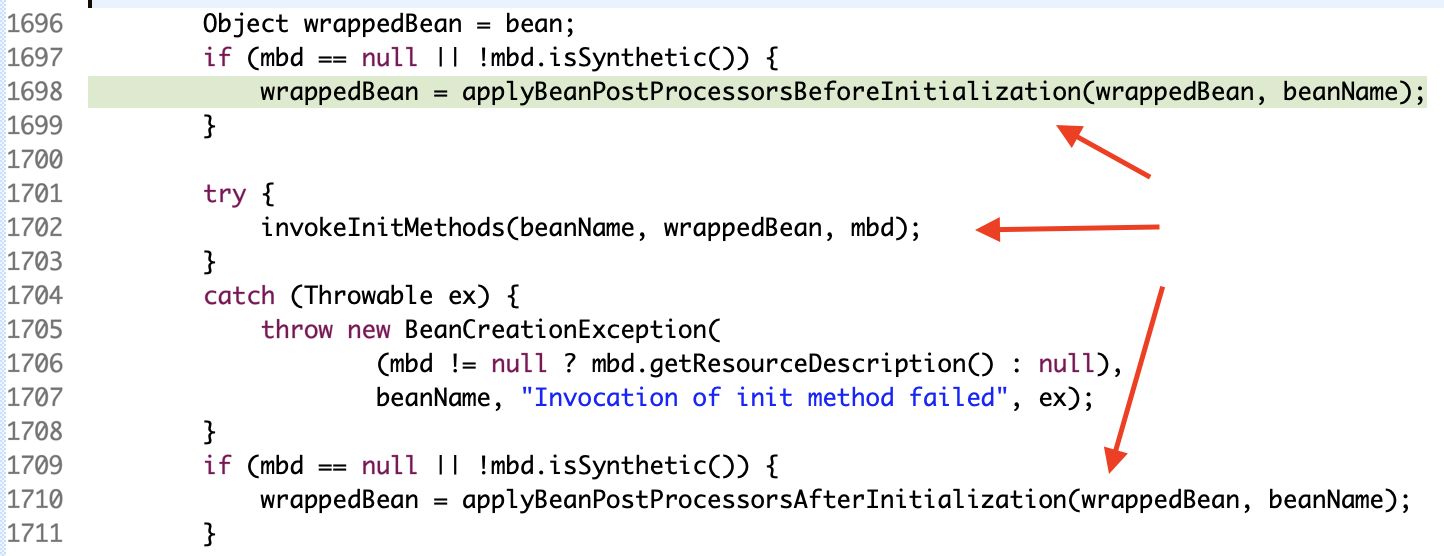 1696 Object wrappedBean = bean;
1697 if (mbd == null || !mbd.isSynthetic()) {
1698 wrappedBean = applyBeanPostProcessorsBeforeInitialization(wrappedBean, beanName);
1699 }
1700
1701 try {
1702 invokeInitMethods(beanName, wrappedBean, mbd);
1703 }
1704 catch (Throwable ex) {
1705 throw new BeanCreationException(
1706 (mbd != null ? mbd.getResourceDescription() : null),
1707 beanName, "Invocation of init method failed", ex);
1708 }
1709 if (mbd == null || !mbd.isSynthetic()) {
1710 wrappedBean = applyBeanPostProcessorsAfterInitialization(wrappedBean, beanName);
1711 }